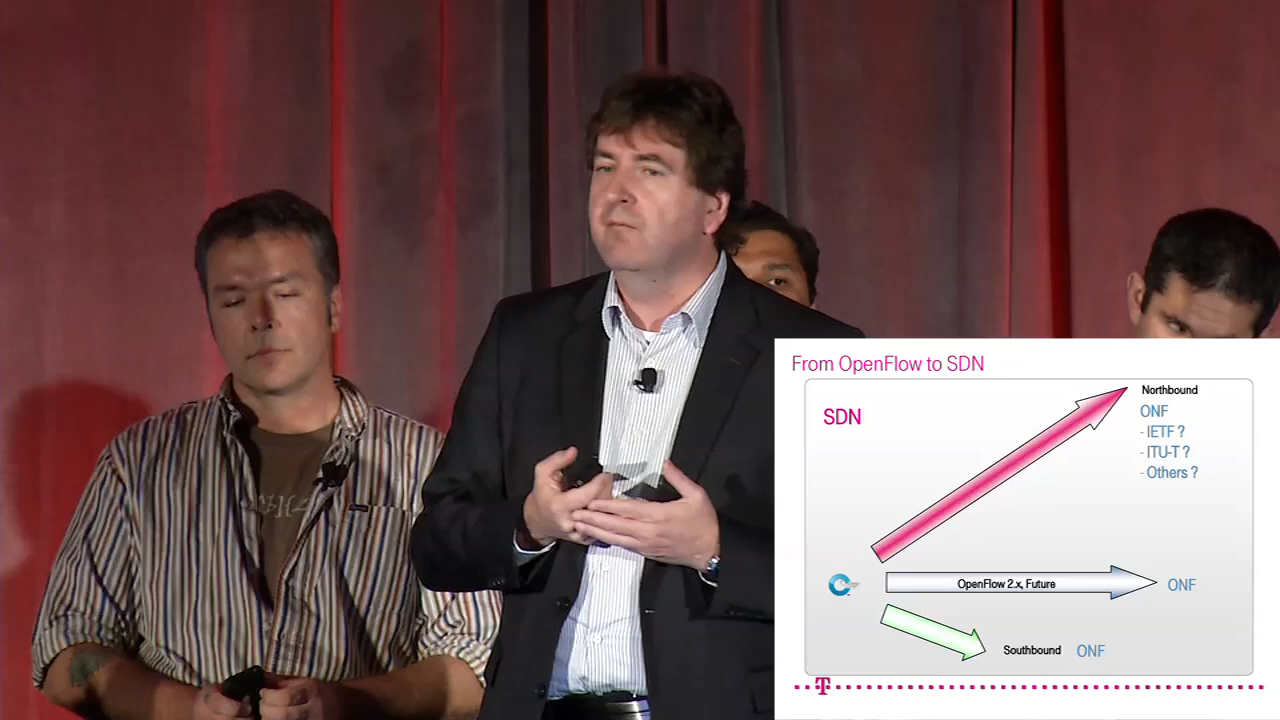 From OpenFlow to SDN
SDN
Northbound
ONF
- IETF ?
- ITU-T ?
- Others ?
OpenFlow 2.x, Future
ONF
Southbound
ONF
T